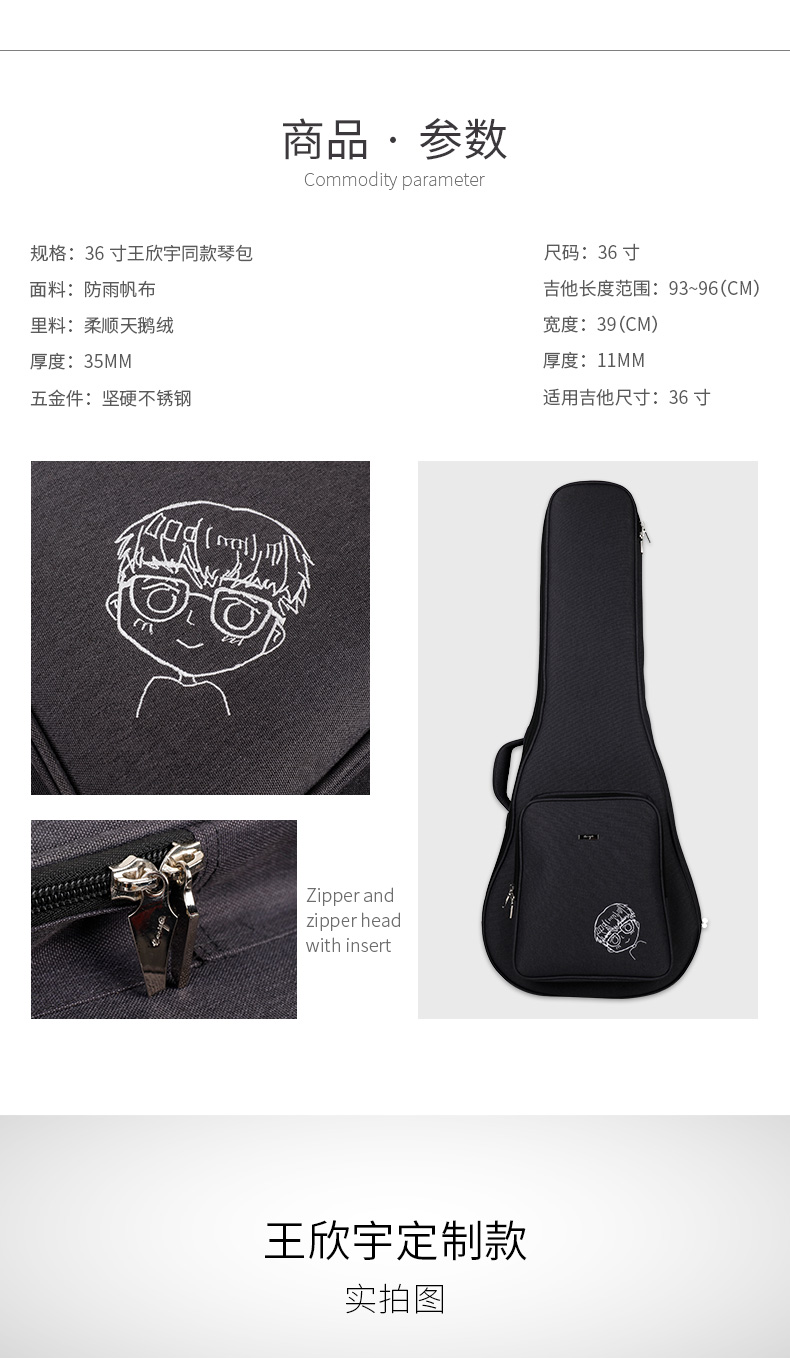 商品 · 参数
Commodity parameter
规格：36 寸王欣宇同款琴包
面料：防雨帆布
里料：柔顺天鹅绒
厚度：35MM
五金件：坚硬不锈钢
尺码：36 寸
吉他长度范围：93~96（CM）
宽度：39（CM）
厚度：11MM
适用吉他尺寸：36 寸
Zipper and
zipper head
with insert
王欣宇定制款
实拍图